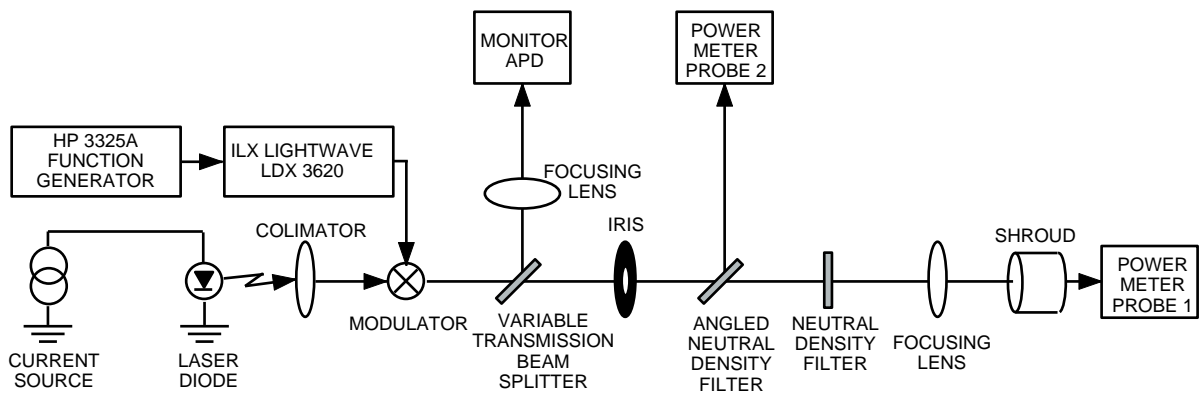 MONITOR
APD
POWER
METER
PROBE 2
HP 3325A
FUNCTION
GENERATOR
ILX LIGHTWAVE
LDX 3620
FOCUSING
LENS
COLIMATOR
IRIS
SHROUD
POWER
METER
PROBE 1
MODULATOR
VARIABLE
TRANSMISSION
BEAM
SPLITTER
ANGLED
NEUTRAL
DENSITY
FILTER
NEUTRAL
DENSITY
FILTER
FOCUSING
LENS
CURRENT
SOURCE
LASER
DIODE